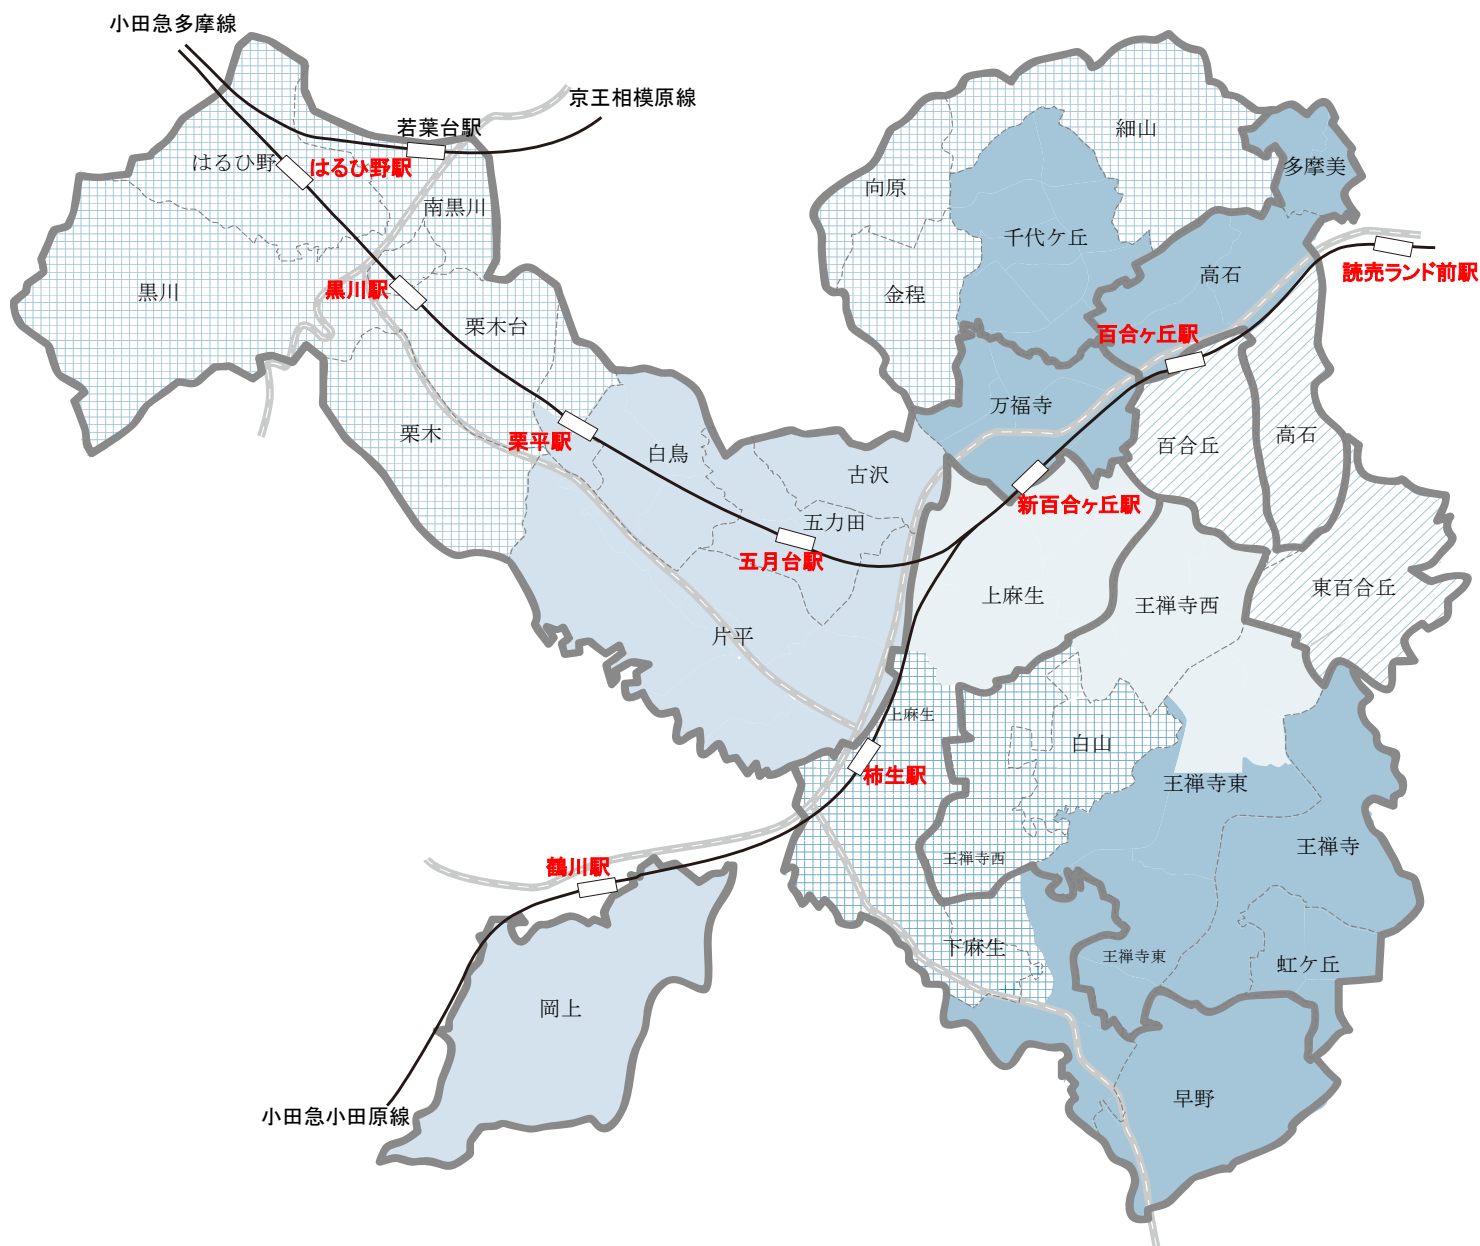 小田急多摩線
京王相模原線
若葉台駅
はるひ野
はるひ野駅
南黒川
黒川
黒川駅
栗木台
栗木
栗平駅
白鳥
古沢
五力田
五月台駅
片平
細山
多摩美
向原
千代ケ丘
金程
高石
読売ランド前駅
百合ヶ丘駅
万福寺
百合丘
高石
新百合ヶ丘駅
上麻生
王禅寺西
東百合丘
上麻生
白山
柿生駅
王禅寺東
王禅寺
王禅寺西
鶴川駅
下麻生
王禅寺東
虹ケ丘
岡上
早野
小田急小田原線